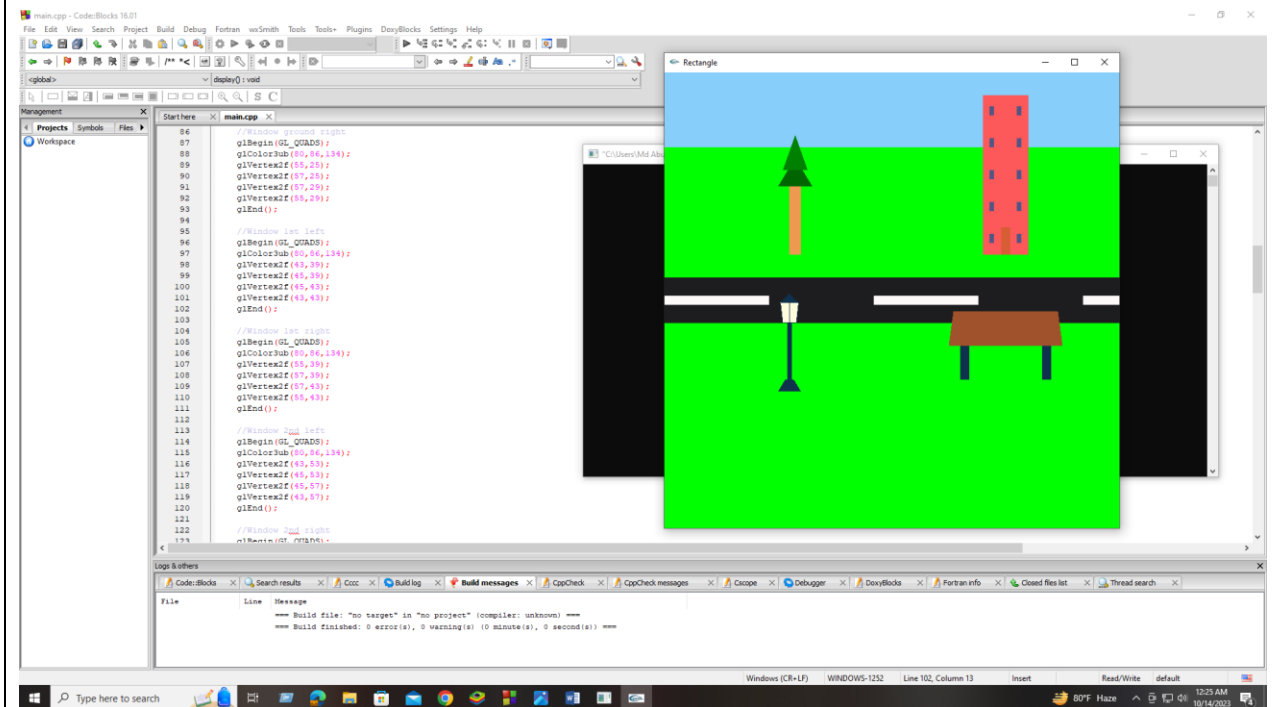 main.cpp - Code::Blocks 16.01
File Edit View Search Project Build Debug Fortran wxSmith Tools Tools+ Plugins DoxyBlocks Settings Help
/** *<
<global>
display() : void
S C
Management
Projects Symbols Files
Workspace
Start here main.cpp
86 //Window ground right
87 glBegin(GL_QUADS);
88 glColor3ub(80,86,134);
89 glVertex2f(55,25);
90 glVertex2f(57,25);
91 glVertex2f(57,29);
92 glVertex2f(55,29);
93 glEnd();
94
95 //Window 1st left
96 glBegin(GL_QUADS);
97 glColor3ub(80,86,134);
98 glVertex2f(43,39);
99 glVertex2f(45,39);
100 glVertex2f(45,43);
101 glVertex2f(43,43);
102 glEnd();
103
104 //Window 1st right
105 glBegin(GL_QUADS);
106 glColor3ub(80,86,134);
107 glVertex2f(55,39);
108 glVertex2f(57,39);
109 glVertex2f(57,43);
110 glVertex2f(55,43);
111 glEnd();
112
113 //Window 2nd left
114 glBegin(GL_QUADS);
115 glColor3ub(80,86,134);
116 glVertex2f(43,53);
117 glVertex2f(45,53);
118 glVertex2f(45,57);
119 glVertex2f(43,57);
120 glEnd();
121
122 //Window 2nd right
123 glBegin(GL_QUADS);
"C:\Users\Md Abu
Rectangle
Logs & others
Code::Blocks Search results Cccc Build log Build messages CppCheck CppCheck messages Cscope Debugger DoxyBlocks Fortran info Closed files list Thread search
File Line Message
=== Build file: "no target" in "no project" (compiler: unknown) ===
=== Build finished: 0 error(s), 0 warning(s) (0 minute(s), 0 second(s)) ===
Windows (CR+LF) WINDOWS-1252 Line 102, Column 13 Insert Read/Write default
Type here to search
80°F Haze
12:25 AM
10/14/2023